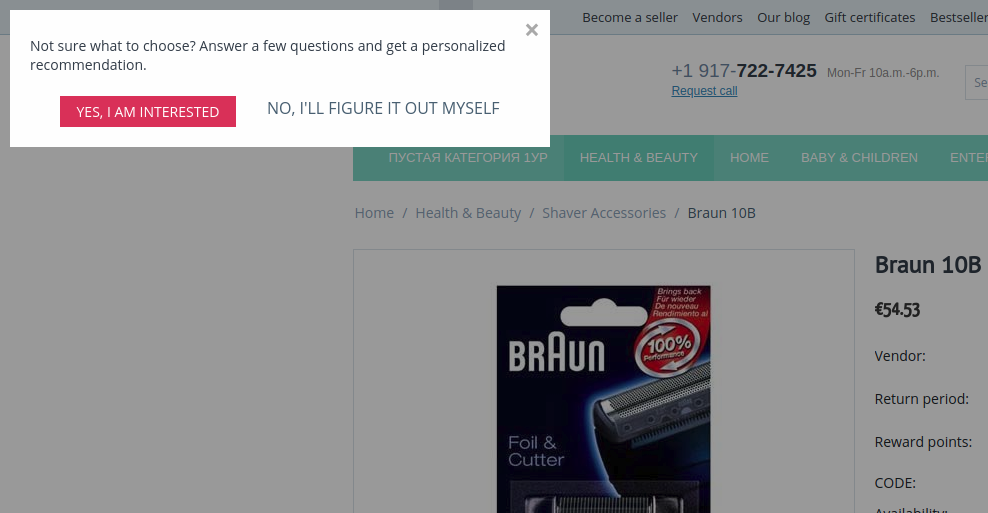 Become a seller Vendors Our blog Gift certificates Bestseller
×
Not sure what to choose? Answer a few questions and get a personalized
recommendation.
YES, I AM INTERESTED
NO, I'LL FIGURE IT OUT MYSELF
+1 917-722-7425 Mon-Fr 10a.m.-6p.m.
Request call
Se
ПУСТАЯ КАТЕГОРИЯ 1УР HEALTH & BEAUTY HOME BABY & CHILDREN ENTER
Home / Health & Beauty / Shaver Accessories / Braun 10B
Brings back
Für wieder
De nouveau
Rendimiento al
100%
Performance
BRAUN
Foil &
Cutter
Braun 10B
€54.53
Vendor:
Return period:
Reward points:
CODE:
Availability: